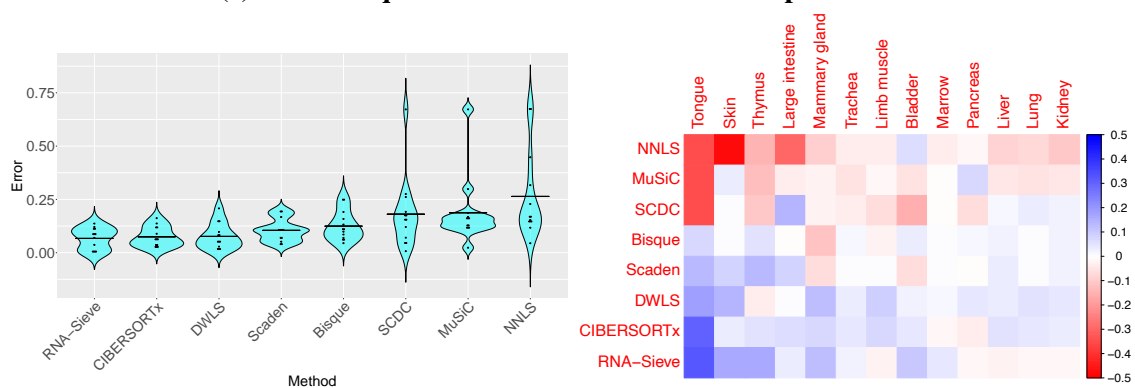 0.75
0.50
0.25
0.00
Error
RNA-Sieve
CIBERSORTx
DWLS
Scaden
Bisque
SCDC
MuSiC
NNLS
Method
Tongue
Skin
Thymus
Large intestine
Mammary gland
Trachea
Limb muscle
Bladder
Marrow
Pancreas
Liver
Lung
Kidney
NNLS
MuSiC
SCDC
Bisque
Scaden
DWLS
CIBERSORTx
RNA-Sieve
0.5
0.4
0.3
0.2
0.1
0
−0.1
−0.2
−0.3
−0.4
−0.5